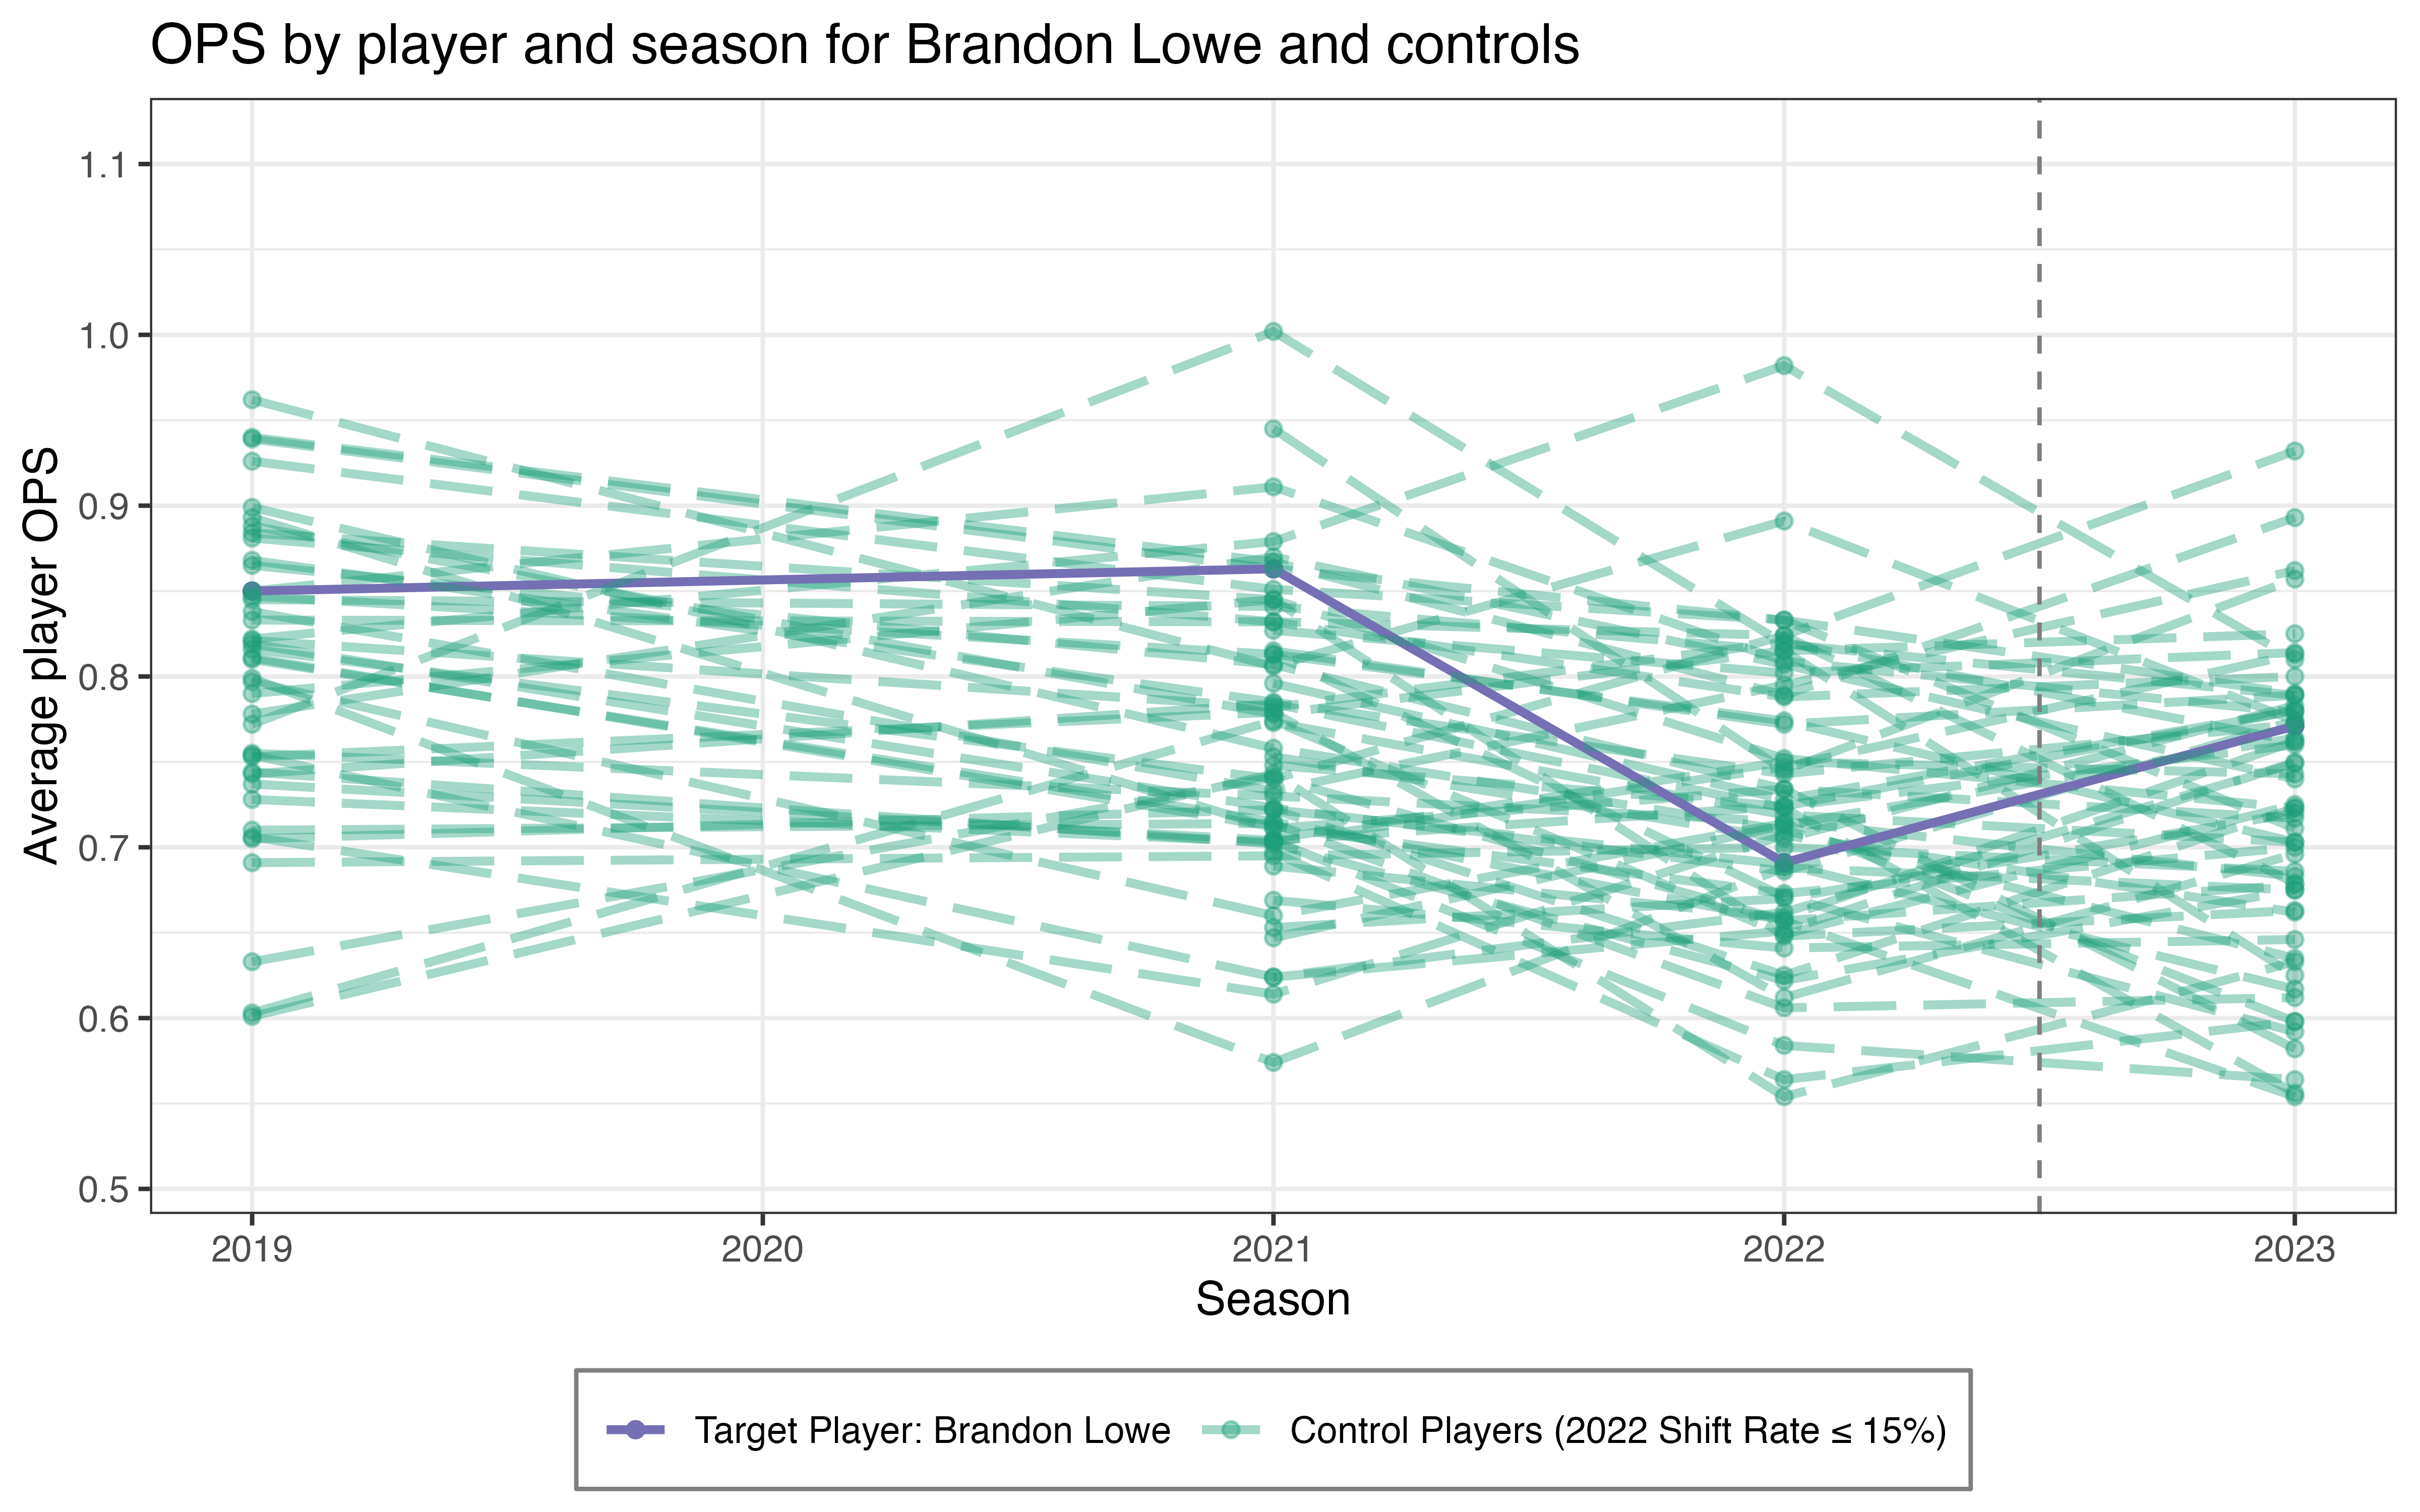 OPS by player and season for Brandon Lowe and controls
Average player OPS
1.1
1.0
0.9
0.8
0.7
0.6
0.5
2019 2020 2021 2022 2023
Season
Target Player: Brandon Lowe Control Players (2022 Shift Rate ≤ 15%)